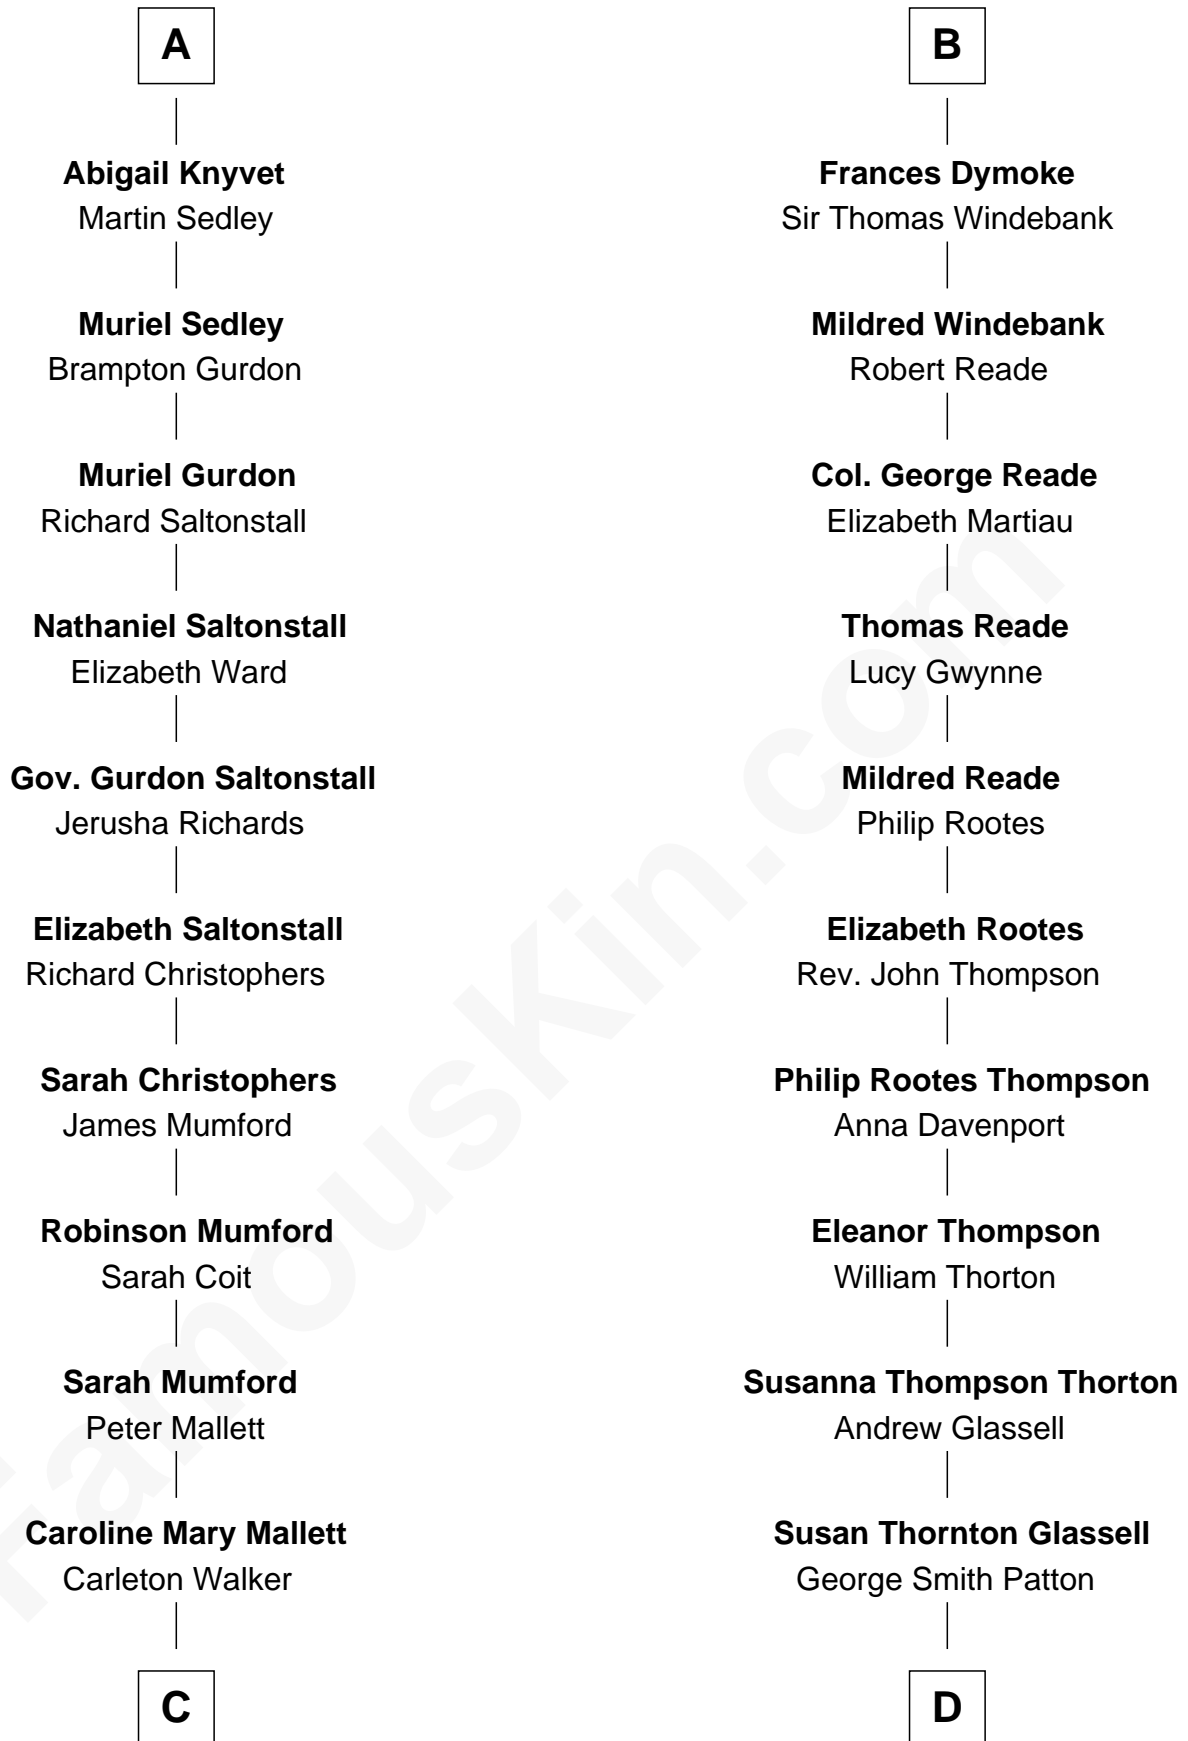 A
Abigail Knyvet
Martin Sedley
Muriel Sedley
Brampton Gurdon
Muriel Gurdon
Richard Saltonstall
Nathaniel Saltonstall
Elizabeth Ward
Gov. Gurdon Saltonstall
Jerusha Richards
Elizabeth Saltonstall
Richard Christophers
Sarah Christophers
James Mumford
Robinson Mumford
Sarah Coit
Sarah Mumford
Peter Mallett
Caroline Mary Mallett
Carleton Walker
C
B
Frances Dymoke
Sir Thomas Windebank
Mildred Windebank
Robert Reade
Col. George Reade
Elizabeth Martiau
Thomas Reade
Lucy Gwynne
Mildred Reade
Philip Rootes
Elizabeth Rootes
Rev. John Thompson
Philip Rootes Thompson
Anna Davenport
Eleanor Thompson
William Thorton
Susanna Thompson Thorton
Andrew Glassell
Susan Thornton Glassell
George Smith Patton
D
FamousKin.com